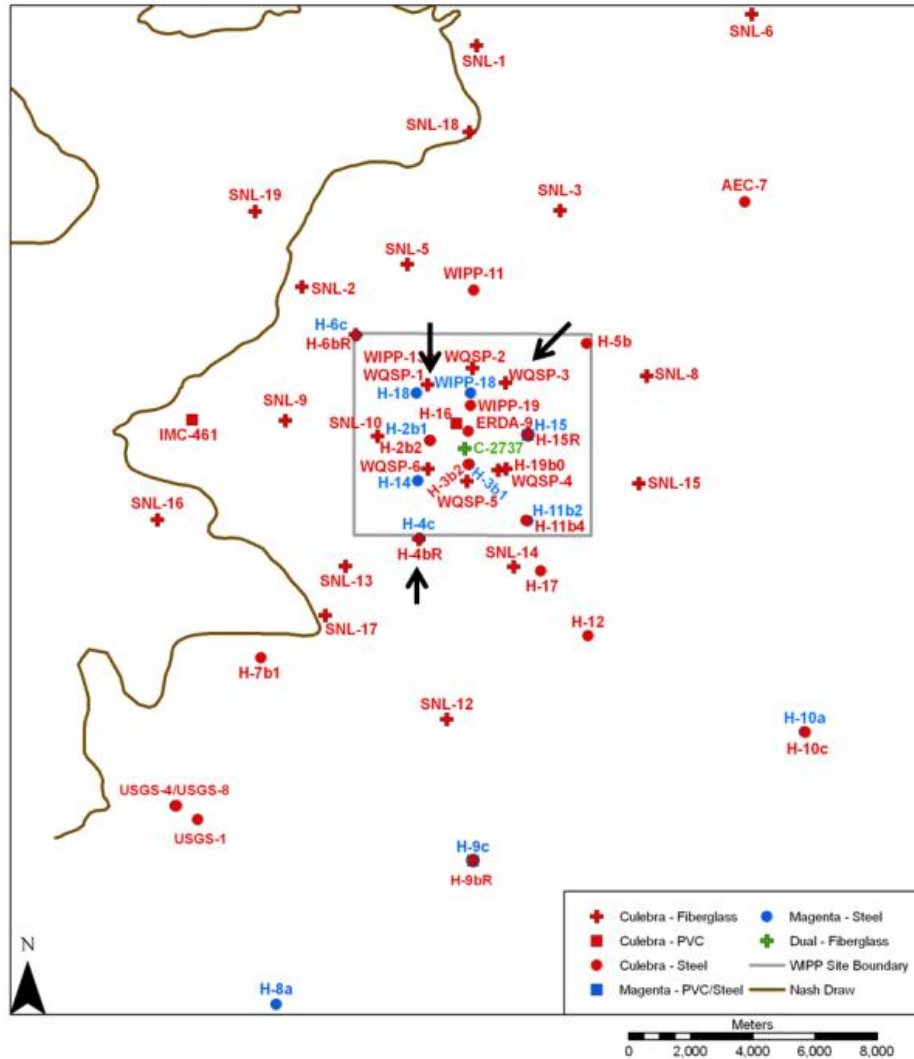 SNL-6
SNL-1
SNL-18
SNL-19
SNL-3
AEC-7
SNL-5
WIPP-11
SNL-2
H-6c
H-6bR
H-5b
WIPP-13
WQSP-2
WQSP-1
WQSP-3
SNL-8
WIPP-18
H-18
WIPP-19
SNL-9
H-16
IMC-461
SNL-10
H-2b1
ERDA-9
H-15
H-2b2
H-15R
C-2737
WQSP-6
H-3b2
H-19b0
H-14
H-3b1
WQSP-4
SNL-15
WQSP-5
SNL-16
H-4c
H-11b2
H-11b4
H-4bR
SNL-14
SNL-13
H-17
SNL-17
H-12
H-7b1
SNL-12
H-10a
H-10c
USGS-4/USGS-8
USGS-1
H-9c
H-9bR
N
H-8a
Culebra - Fiberglass
Culebra - PVC
Culebra - Steel
Magenta - PVC/Steel
Magenta - Steel
Dual - Fiberglass
WIPP Site Boundary
Nash Draw
Meters
0 2,000 4,000 6,000 8,000